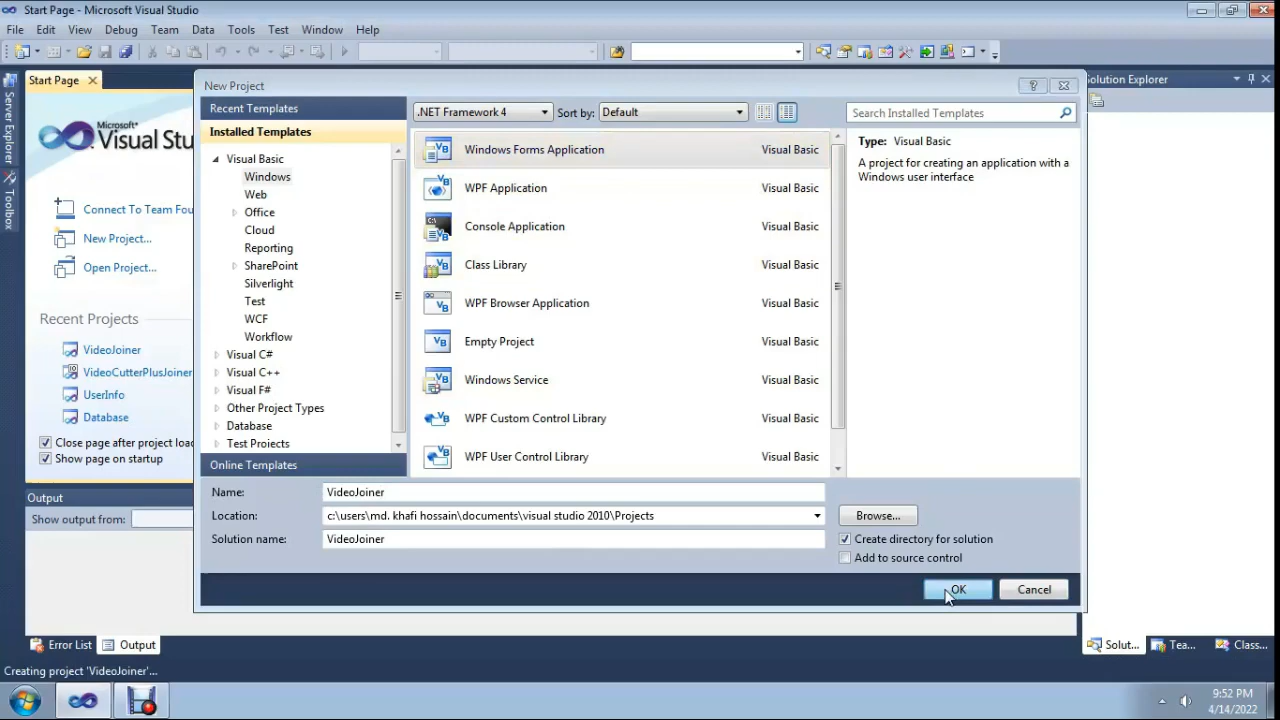 Start Page - Microsoft Visual Studio
File Edit View Debug Team Data Tools Test Window Help
Start Page
Server Explorer
Toolbox
Microsoft
Visual Stu
Connect To Team Fou
New Project...
Open Project...
Recent Projects
VideoJoiner
VideoCutterPlusJoiner
UserInfo
Database
Close page after project load
Show page on startup
Output
Show output from:
New Project
Recent Templates
Installed Templates
Visual Basic
Windows
Web
Office
Cloud
Reporting
SharePoint
Silverlight
Test
WCF
Workflow
Visual C#
Visual C++
Visual F#
Other Project Types
Database
Test Projects
Online Templates
.NET Framework 4 Sort by: Default
Windows Forms Application Visual Basic
WPF Application Visual Basic
Console Application Visual Basic
Class Library Visual Basic
WPF Browser Application Visual Basic
Empty Project Visual Basic
Windows Service Visual Basic
WPF Custom Control Library Visual Basic
WPF User Control Library Visual Basic
Search Installed Templates
Type: Visual Basic
A project for creating an application with a
Windows user interface
Name: VideoJoiner
Location: c:\users\md. khafi hossain\documents\visual studio 2010\Projects Browse...
Solution name: VideoJoiner
Create directory for solution
Add to source control
OK Cancel
olution Explorer
Error List Output
Solut... Tea... Class...
Creating project 'VideoJoiner'...
9:52 PM
4/14/2022